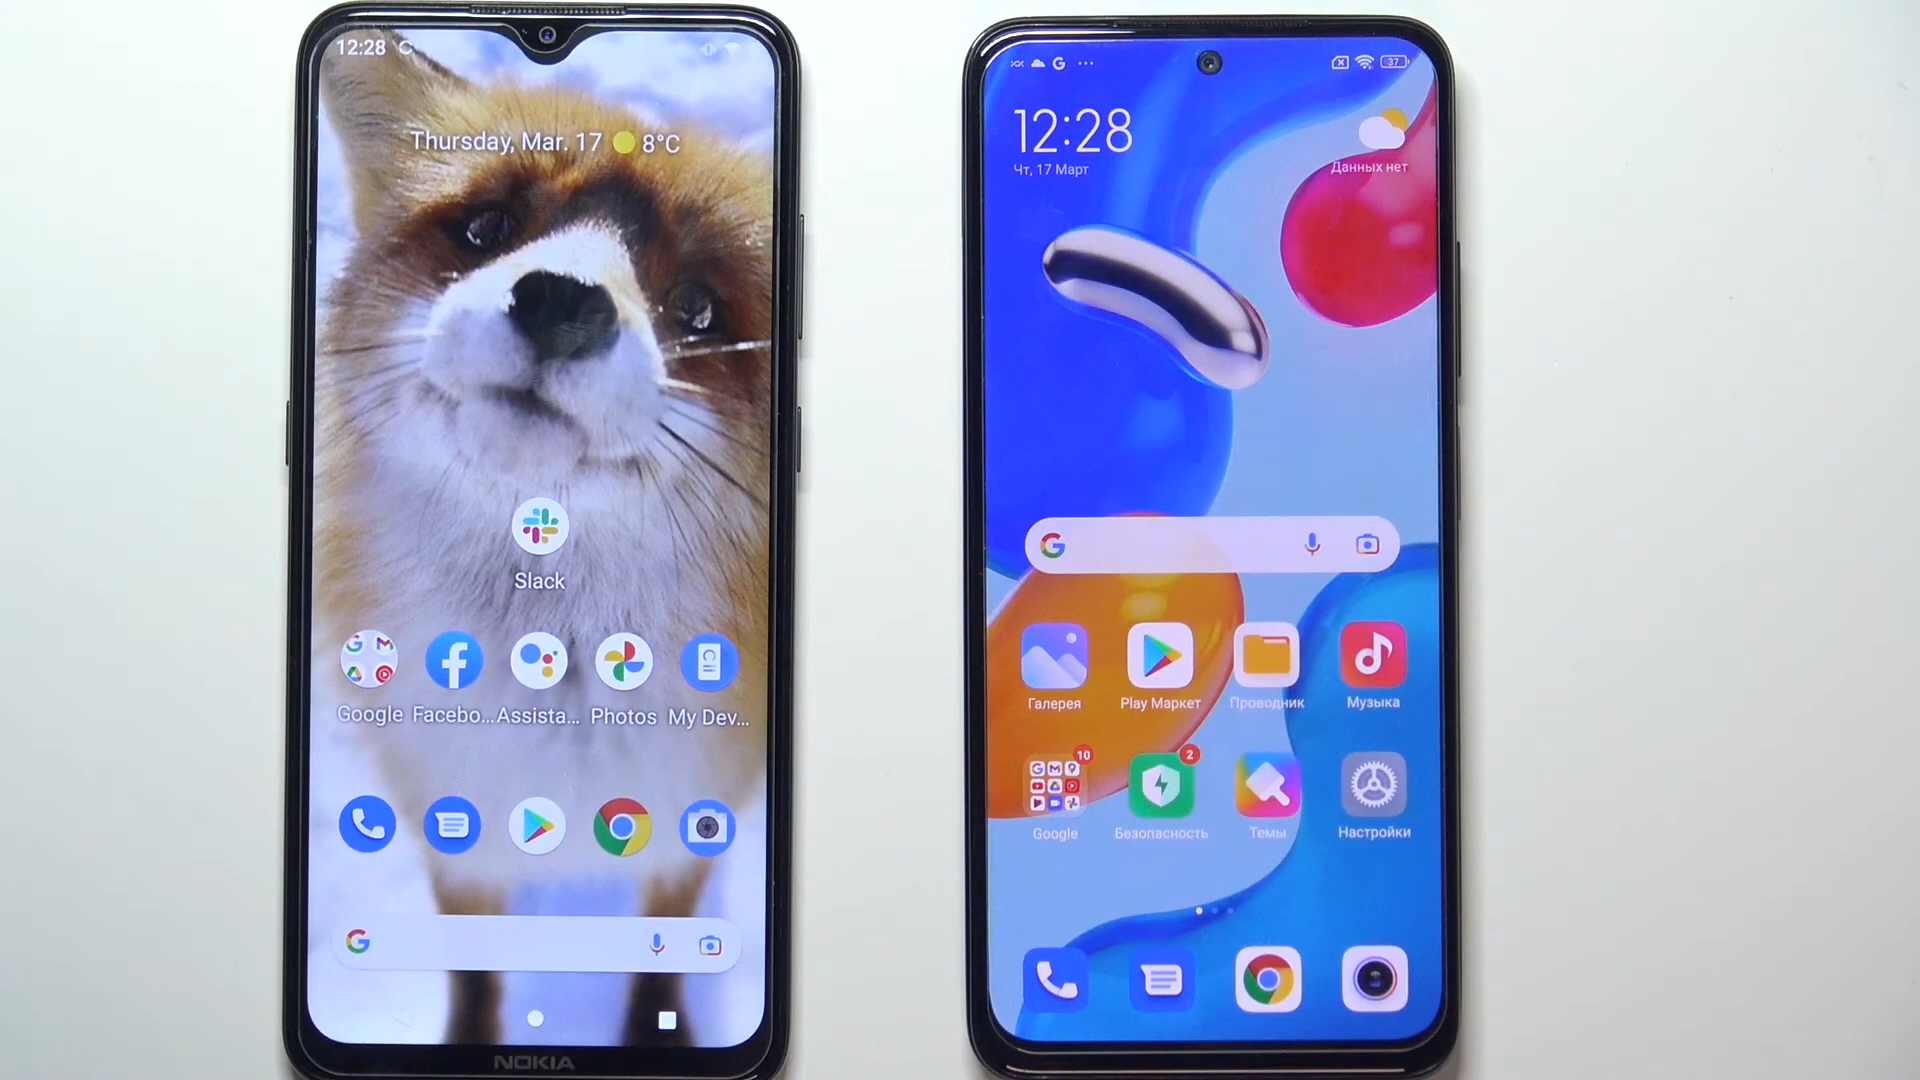 12:28
Thursday, Mar. 17 8°C
Slack
Google Facebo... Assista... Photos My Dev...
NOKIA
37
12:28
Чт, 17 Март
Данных нет
Галерея Play Маркет Проводник Музыка
10 2
Google Безопасность Темы Настройки